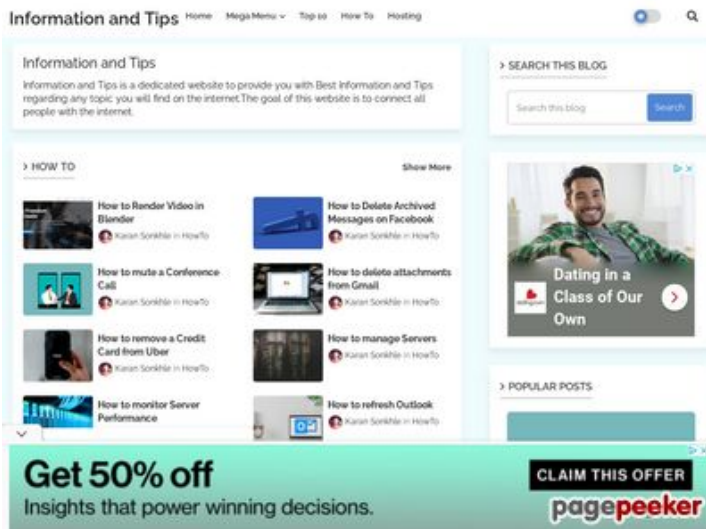 Information and Tips
Home Mega Menu Top 10 How To Hosting
Information and Tips
Information and Tips is a dedicated website to provide you with Best Information and Tips
regarding any topic you will find on the internet.The goal of this website is to connect all
people with the internet.
> HOW TO
Show More
How to Render Video in
Blender
Karan Sonkhle in HowTo
How to Delete Archived
Messages on Facebook
Karan Sonkhle in HowTo
How to mute a Conference
Call
Karan Sonkhle in HowTo
How to delete attachments
from Gmail
Karan Sonkhle in HowTo
How to remove a Credit
Card from Uber
Karan Sonkhle in HowTo
How to manage Servers
Karan Sonkhle in HowTo
How to monitor Server
Performance
How to refresh Outlook
Karan Sonkhle in HowTo
> SEARCH THIS BLOG
Search this blog
Search
Dating in a
Class of Our
Own
> POPULAR POSTS
Get 50% off
Insights that power winning decisions.
CLAIM THIS OFFER
pagepeeker